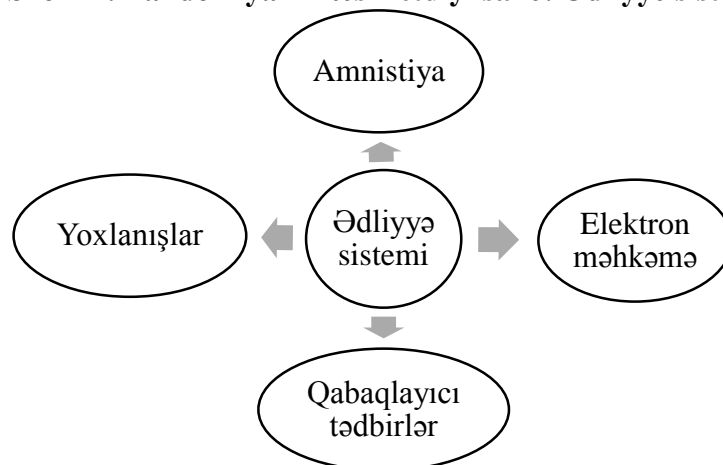 Amnistiya
Yoxlanışlar
Ədliyyə
sistemi
Elektron
məhkəmə
Qabaqlayıcı
tədbirlər